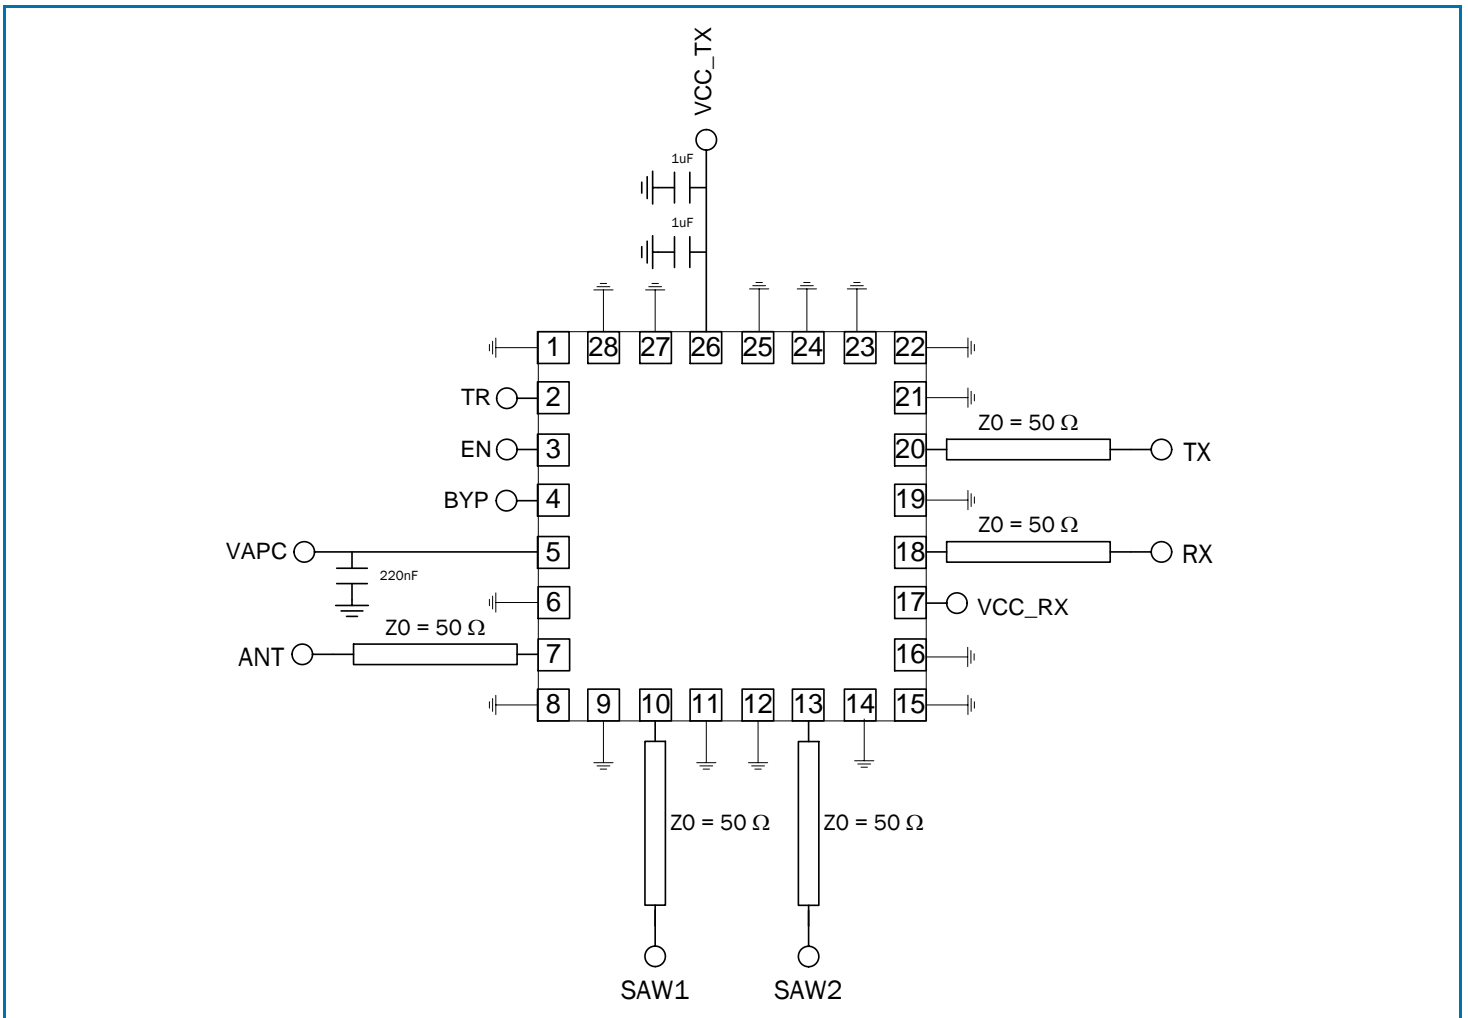 VCC_TX
1uF
1uF
1 28 27 26 25 24 23 22
TR 2 21
Z0 = 50 Ω
EN 3 20 TX
BYP 4 19
Z0 = 50 Ω
VAPC 5 18 RX
220nF
6 17 VCC_RX
Z0 = 50 Ω
ANT 7 16
8 9 10 11 12 13 14 15
Z0 = 50 Ω Z0 = 50 Ω
SAW1 SAW2